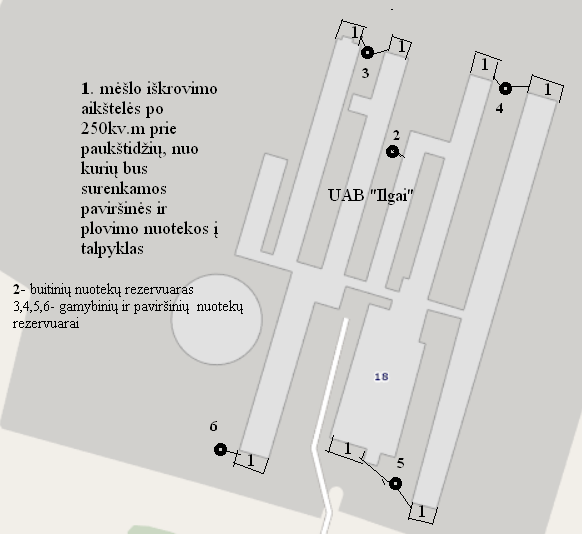 1
1
3
1
1
4
1. mėšlo iškrovimo
aikštelės po
250kv.m prie
paukštidžių, nuo
kurių bus
surenkamos
paviršinės ir
plovimo nuotekos į
talpyklas
2
UAB "Ilgai"
2- buitinių nuotekų rezervuaras
3,4,5,6- gamybinių ir paviršinių nuotekų
rezervuarai
18
6
1
1
5
1